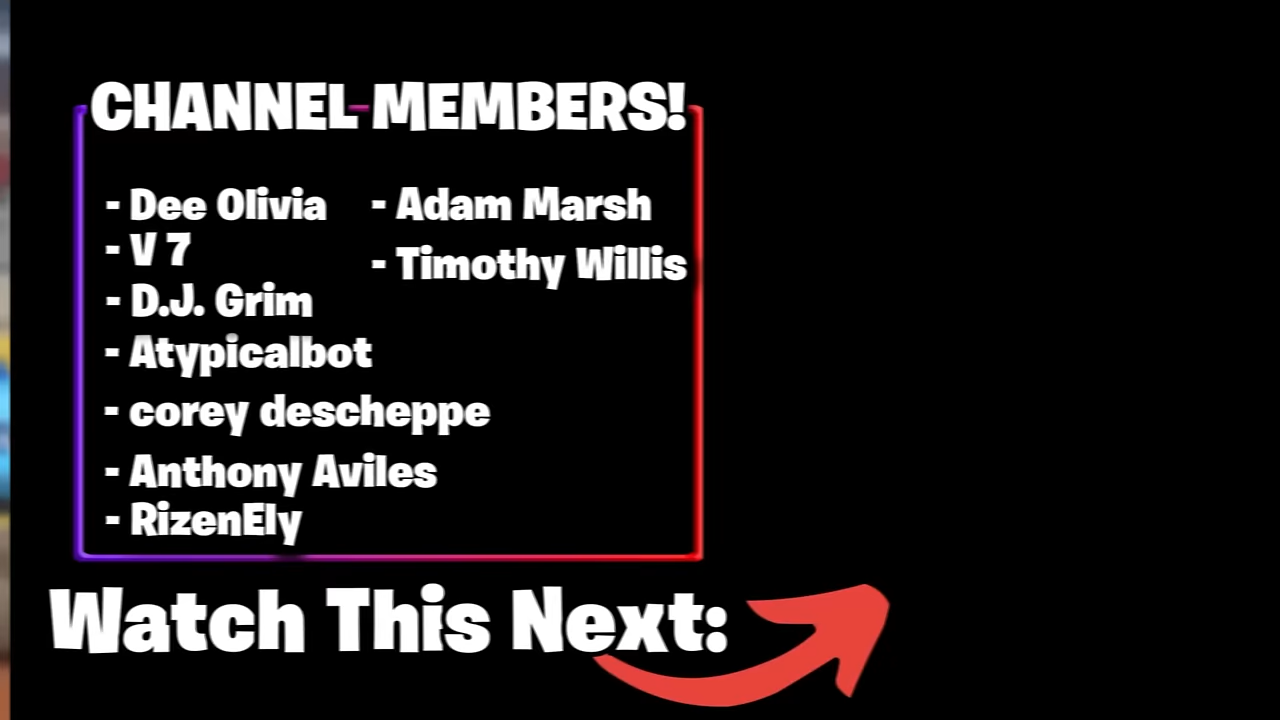 CHANNEL MEMBERS!
- Dee Olivia
- V 7
- D.J. Grim
- Atypicalbot
- corey descheppe
- Anthony Aviles
- RizenEly
- Adam Marsh
- Timothy Willis
Watch This Next: